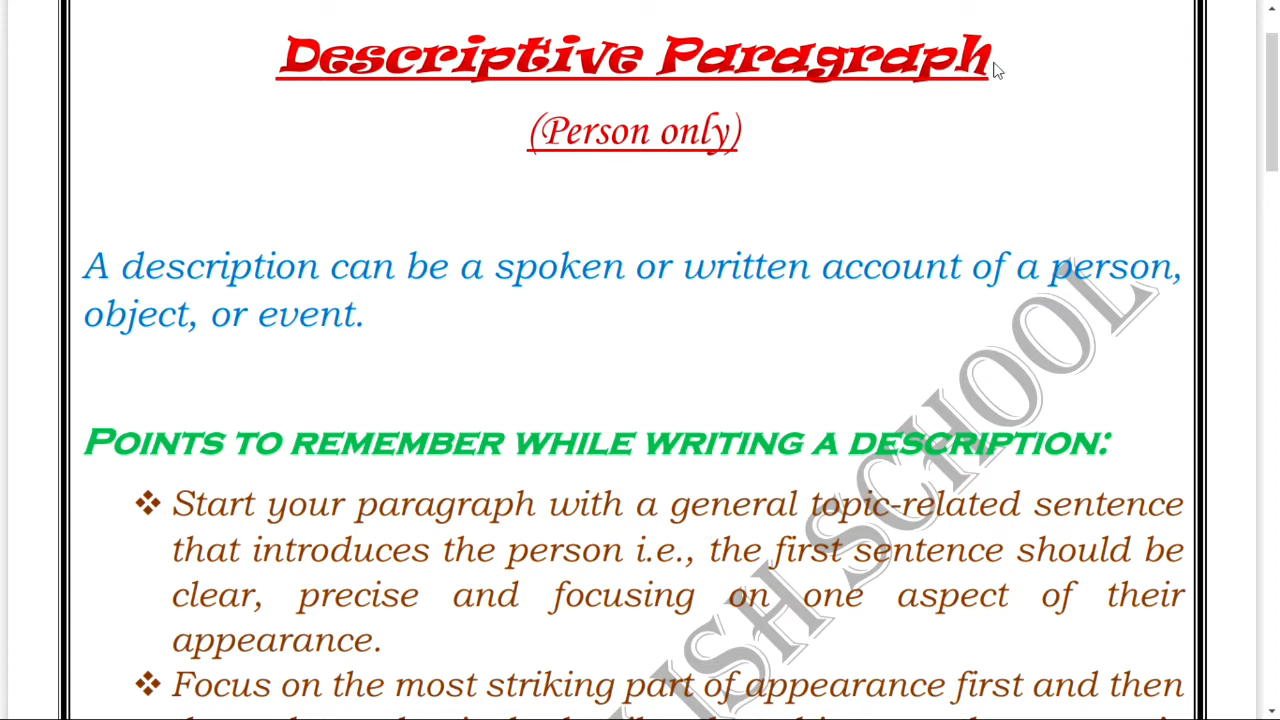 Descriptive Paragraph
(Person only)
A description can be a spoken or written account of a person,
object, or event.
POINTS TO REMEMBER WHILE WRITING A DESCRIPTION:
❖ Start your paragraph with a general topic-related sentence
that introduces the person i.e., the first sentence should be
clear, precise and focusing on one aspect of their
appearance.
❖ Focus on the most striking part of appearance first and then
ISH SCHOOL